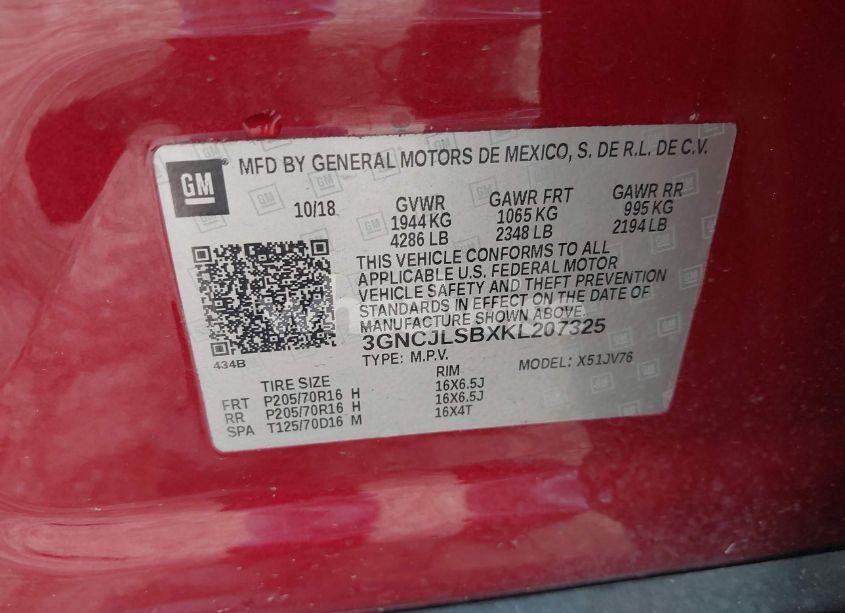 GM MFD BY GENERAL MOTORS DE MEXICO, S. DE R.L. DE C.V.
10/18 GVWR GAWR FRT GAWR RR
1944 KG 1065 KG 995 KG
4286 LB 2348 LB 2194 LB
THIS VEHICLE CONFORMS TO ALL
APPLICABLE U.S. FEDERAL MOTOR
VEHICLE SAFETY AND THEFT PREVENTION
STANDARDS IN EFFECT ON THE DATE OF
MANUFACTURE SHOWN ABOVE.
3GNCJLSBXKL207325
434B TYPE: M.P.V. MODEL: X51JV76
TIRE SIZE RIM
FRT P205/70R16 H 16X6.5J
RR P205/70R16 H 16X6.5J
SPA T125/70D16 M 16X4T